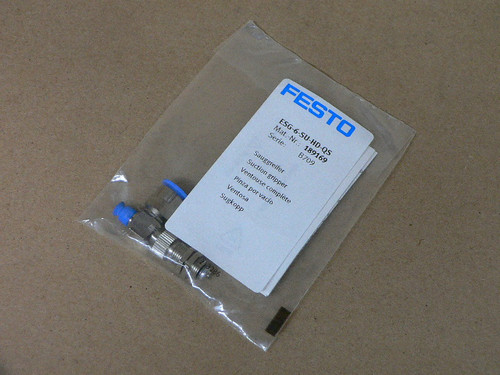 FESTO
ESG-6-SU-HD-QS
Mat. Nr.: 189169
Serie: B709
Sauggreifer
Suction gripper
Ventouse complète
Pinza por vacío
Ventosa
Sugkopp